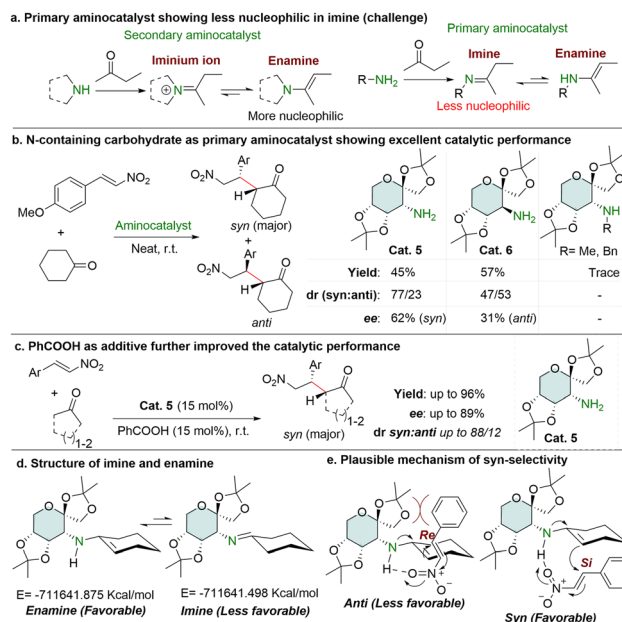 a. Primary aminocatalyst showing less nucleophilic in imine (challenge)
Secondary aminocatalyst
Primary aminocatalyst
Iminium ion
Enamine
Imine
Enamine
O
NH
N
N
R-NH2
O
N
R
HN
R
More nucleophilic
Less nucleophilic
b. N-containing carbohydrate as primary aminocatalyst showing excellent catalytic performance
NO2
MeO
+
O
Aminocatalyst
Neat, r.t.
Ar
O
O2N
H
syn (major)
+
Ar
O
NO2
H
anti
O
O
O
O
O
NH2
Cat. 5
O
O
O
O
O
NH2
Cat. 6
O
O
O
O
O
NH
R
R= Me, Bn
Yield: 45% 57% Trace
dr (syn:anti) 77/23 47/53 -
ee: 62% (syn) 31% (anti) -
c. PhCOOH as additive further improved the catalytic performance
Ar NO2
+
O
1-2
Cat. 5 (15 mol%)
PhCOOH (15 mol%), r.t.
NO2
Ar
O
H
1-2
syn (major)
Yield: up to 96%
ee: up to 89%
dr syn:anti up to 88/12
O
O
O
O
O
NH2
Cat. 5
d. Structure of imine and enamine
e. Plausible mechanism of syn-selectivity
O
O
O
O
O
N
H
O
O
O
O
O
N
O
O
O
O
O
Re
N
H
O
N+
O-
O
O
O
O
O
N
H
Si
O
N+
O-
E= -711641.875 Kcal/mol
Enamine (Favorable)
E= -711641.498 Kcal/mol
Imine (Less favorable)
Anti (Less favorable)
Syn (Favorable)